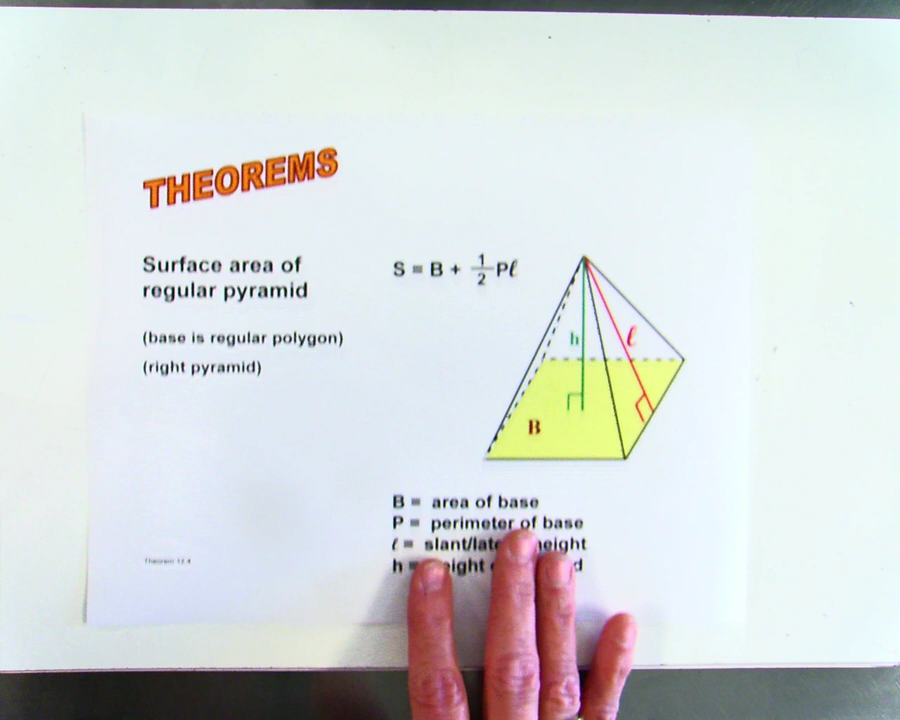 THEOREMS
Surface area of
regular pyramid
(base is regular polygon)
(right pyramid)
S = B + 1/2 Pℓ
h
ℓ
B
B = area of base
P = perimeter of base
ℓ = slant/late height
h = eight
Theorem 12.4